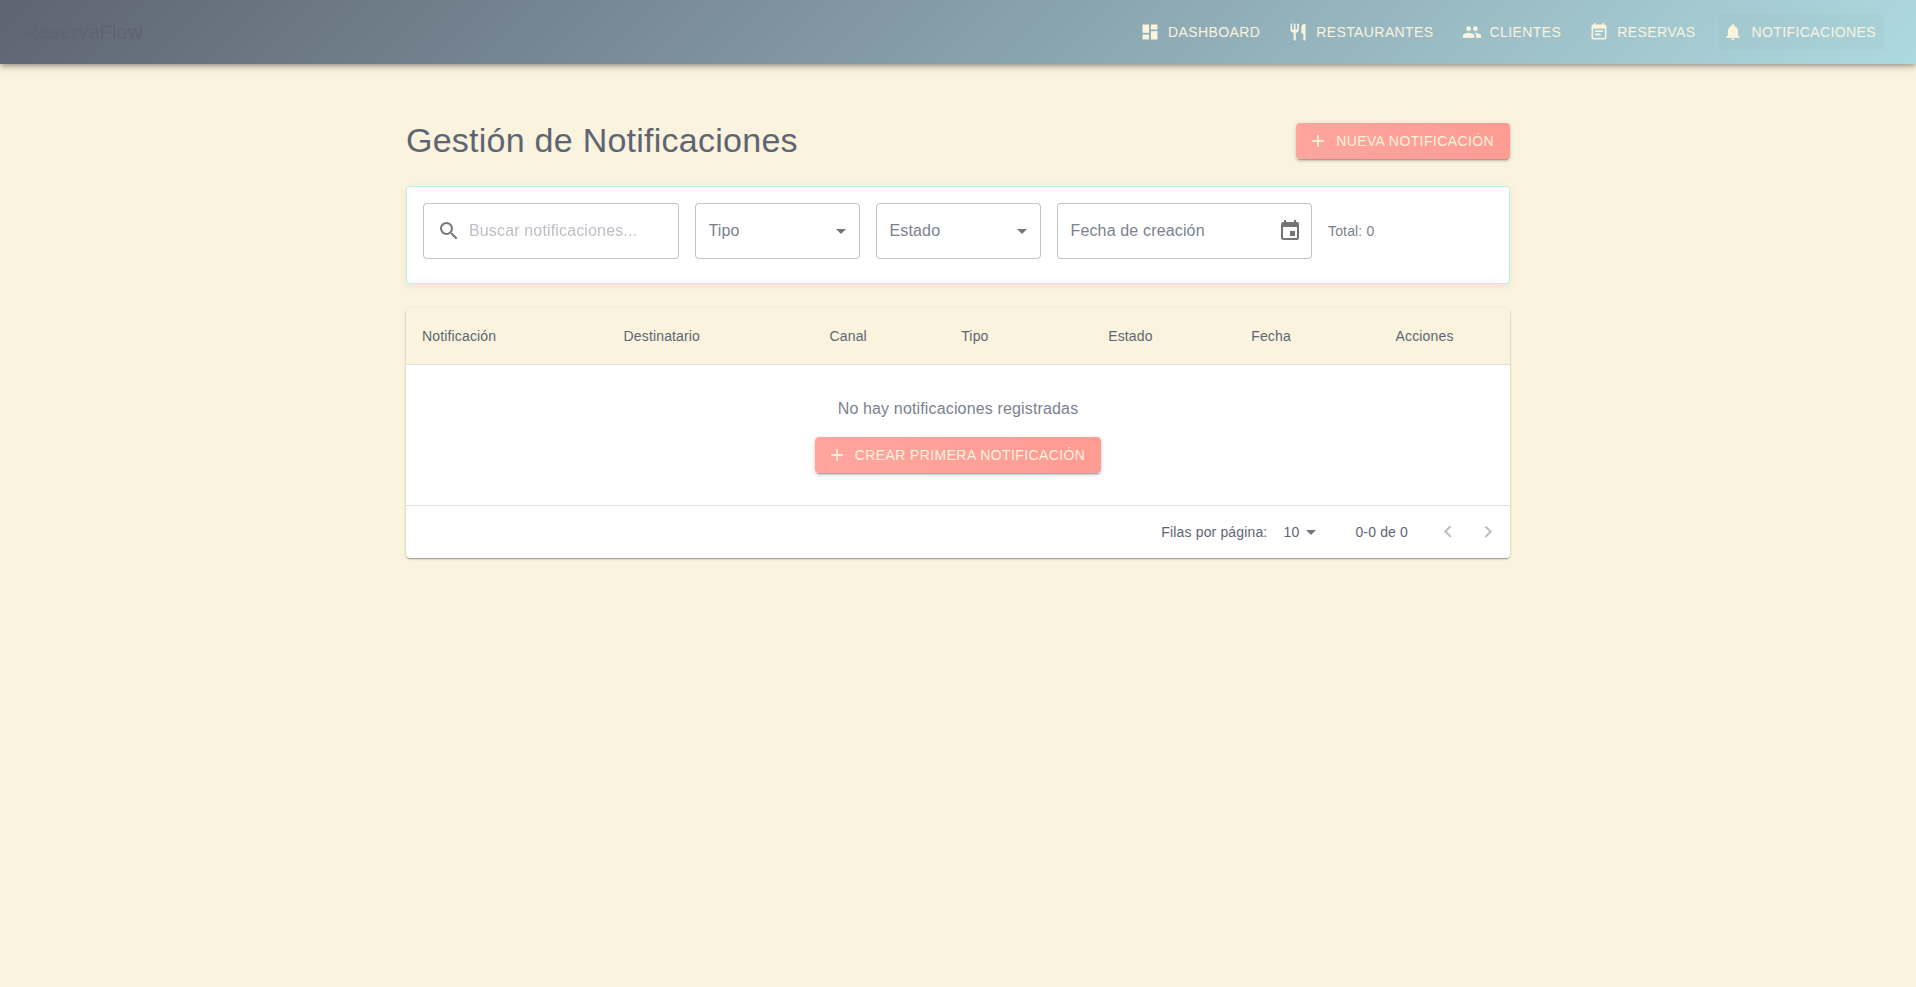 ReservaFlow
DASHBOARD
RESTAURANTES
CLIENTES
RESERVAS
NOTIFICACIONES
Gestión de Notificaciones
NUEVA NOTIFICACIÓN
Buscar notificaciones...
Tipo
Estado
Fecha de creación
Total: 0
Notificación Destinatario Canal Tipo Estado Fecha Acciones
No hay notificaciones registradas
CREAR PRIMERA NOTIFICACIÓN
Filas por página: 10 0-0 de 0